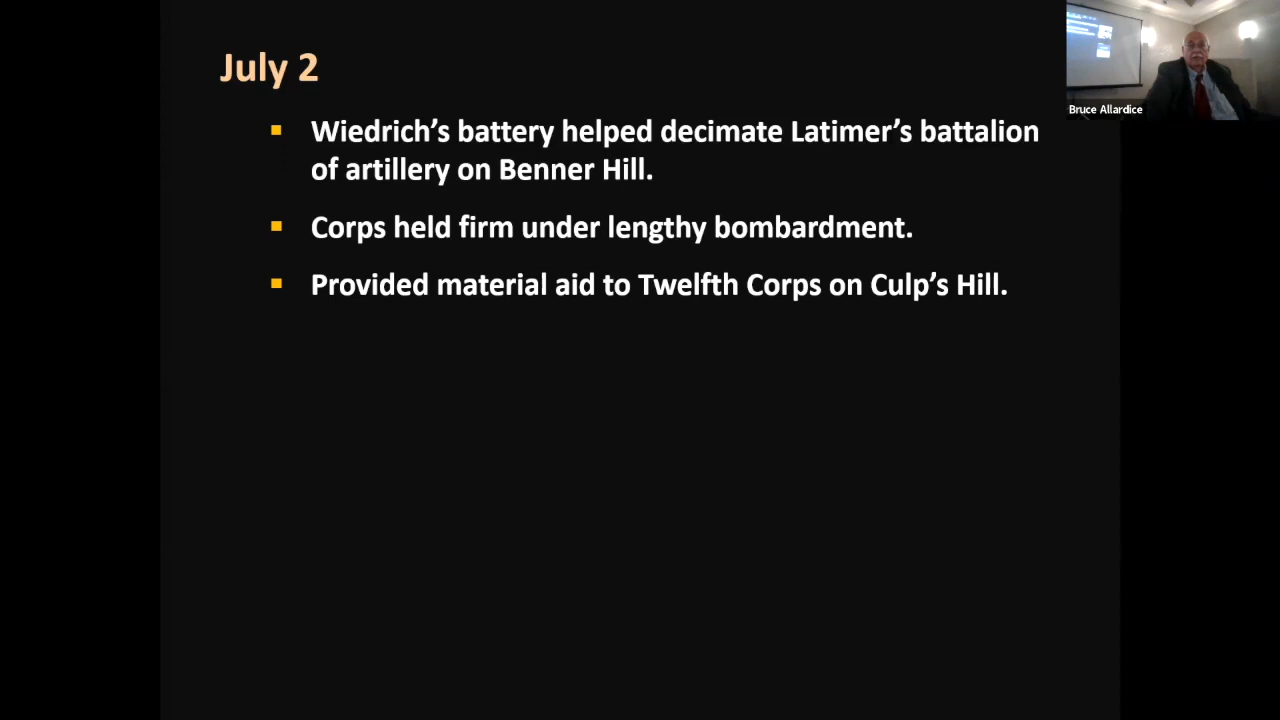 July 2
▪ Wiedrich’s battery helped decimate Latimer’s battalion
of artillery on Benner Hill.
▪ Corps held firm under lengthy bombardment.
▪ Provided material aid to Twelfth Corps on Culp’s Hill.
Bruce Allardice